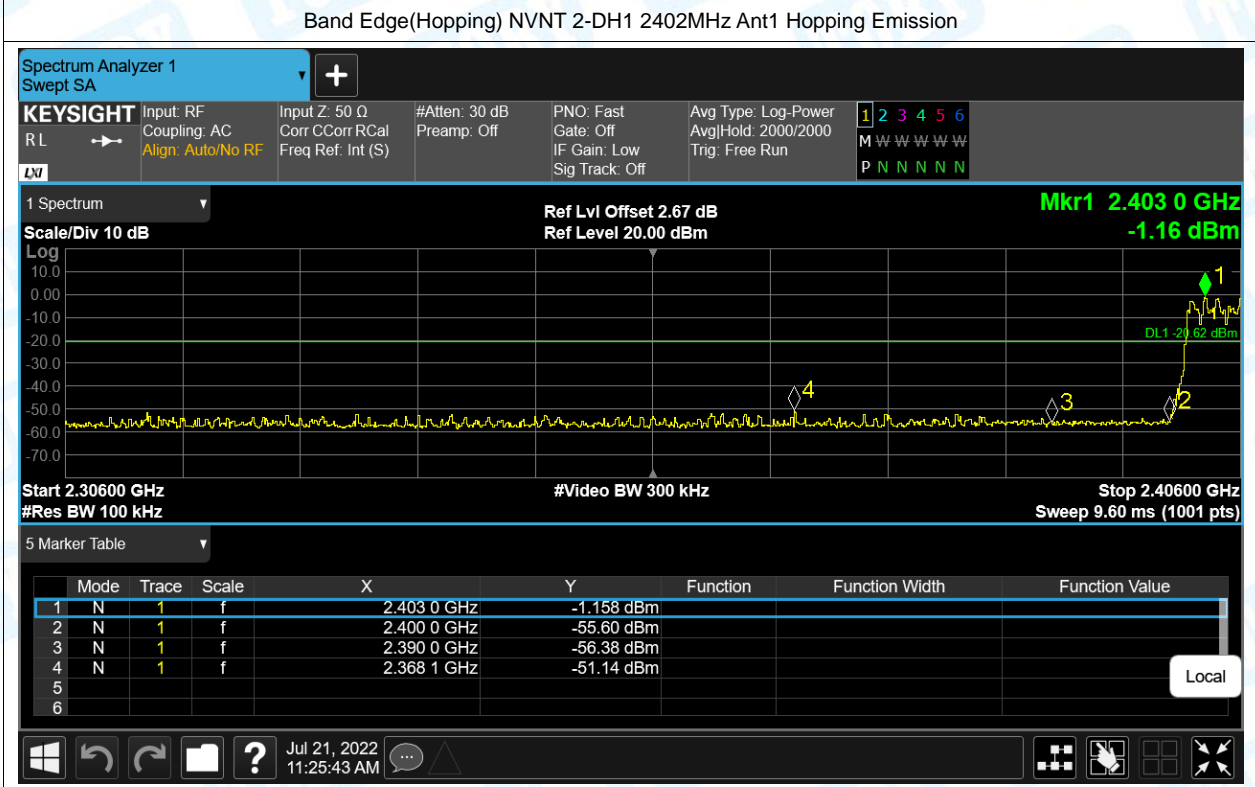 Band Edge(Hopping) NVNT 2-DH1 2402MHz Ant1 Hopping Emission
Spectrum Analyzer 1
Swept SA
+
KEYSIGHT
RL
LXI
Input: RF
Coupling: AC
Align: Auto/No RF
Input Z: 50 Ω
Corr CCorr RCal
Freq Ref: Int (S)
#Atten: 30 dB
Preamp: Off
PNO: Fast
Gate: Off
IF Gain: Low
Sig Track: Off
Avg Type: Log-Power
Avg|Hold: 2000/2000
Trig: Free Run
1 2 3 4 5 6
M W W W W W
P N N N N N
1 Spectrum
Scale/Div 10 dB
Ref Lvl Offset 2.67 dB
Ref Level 20.00 dBm
Mkr1 2.403 0 GHz
-1.16 dBm
Log
10.0
0.00
-10.0
-20.0
-30.0
-40.0
-50.0
-60.0
-70.0
1
DL1 -20.62 dBm
4
3
2
Start 2.30600 GHz
#Video BW 300 kHz
Stop 2.40600 GHz
#Res BW 100 kHz
Sweep 9.60 ms (1001 pts)
5 Marker Table
Mode Trace Scale X Y Function Function Width Function Value
1 N 1 f 2.403 0 GHz -1.158 dBm
2 N 1 f 2.400 0 GHz -55.60 dBm
3 N 1 f 2.390 0 GHz -56.38 dBm
4 N 1 f 2.368 1 GHz -51.14 dBm
5
6
Local
?
Jul 21, 2022
11:25:43 AM